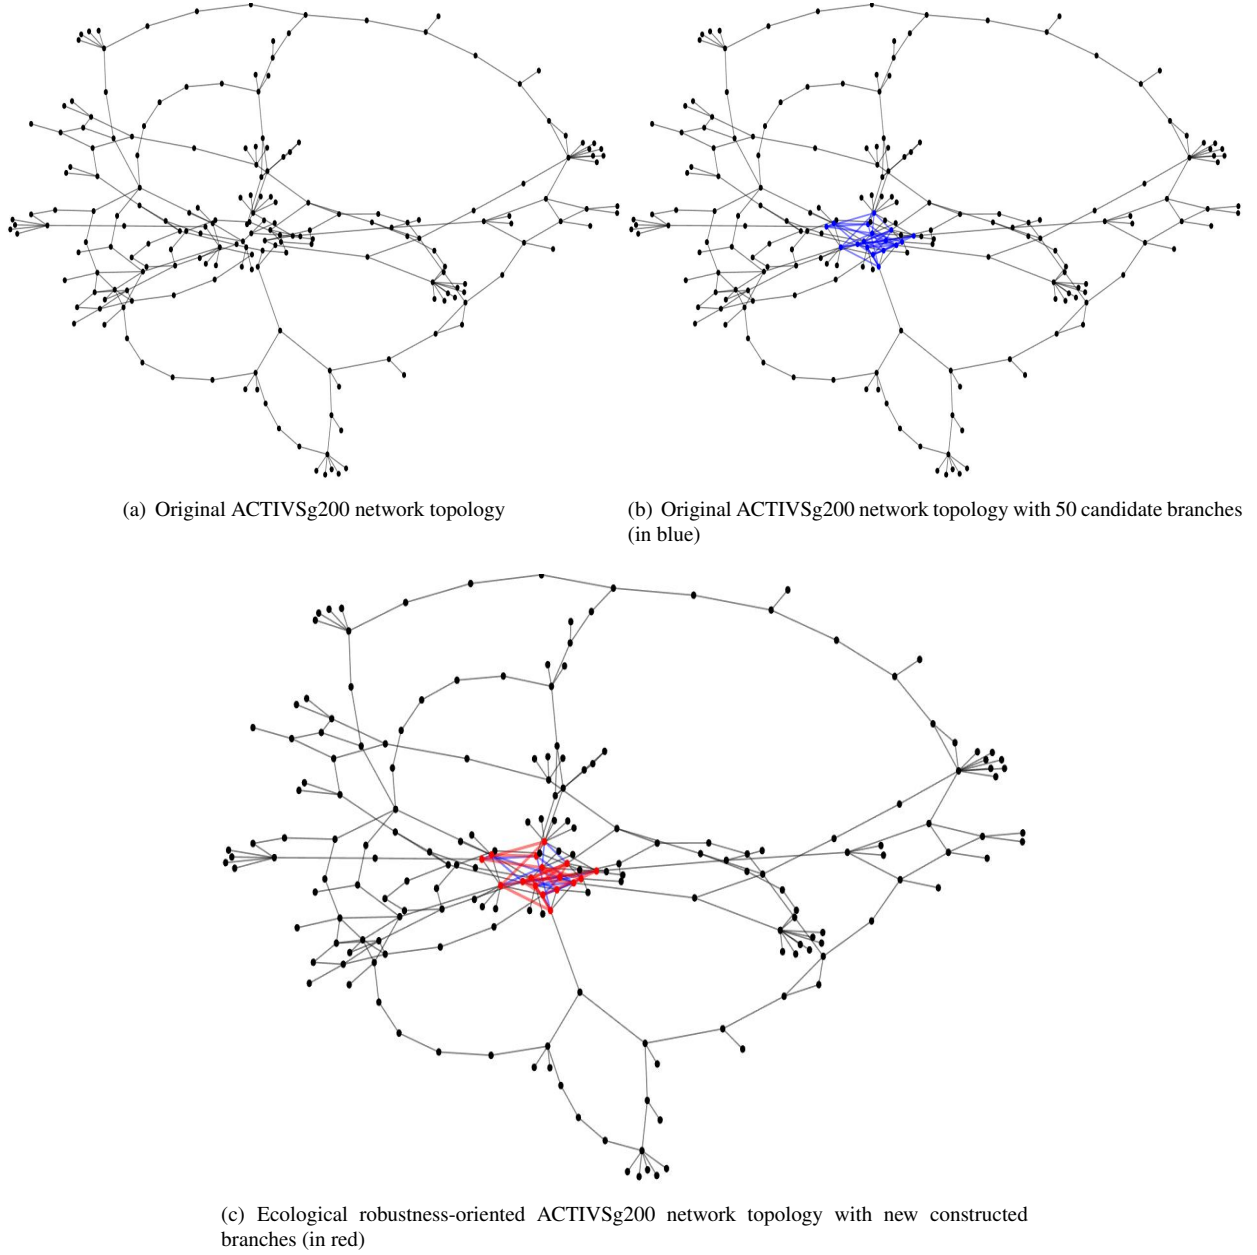 (a) Original ACTIVSg200 network topology
(b) Original ACTIVSg200 network topology with 50 candidate branches
(in blue)
(c) Ecological robustness-oriented ACTIVSg200 network topology with new constructed
branches (in red)